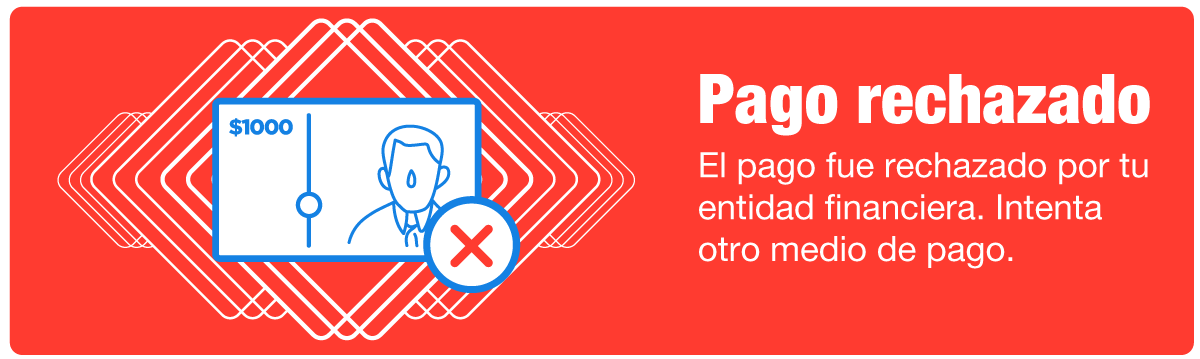 $1000
Pago rechazado
El pago fue rechazado por tu
entidad financiera. Intenta
otro medio de pago.